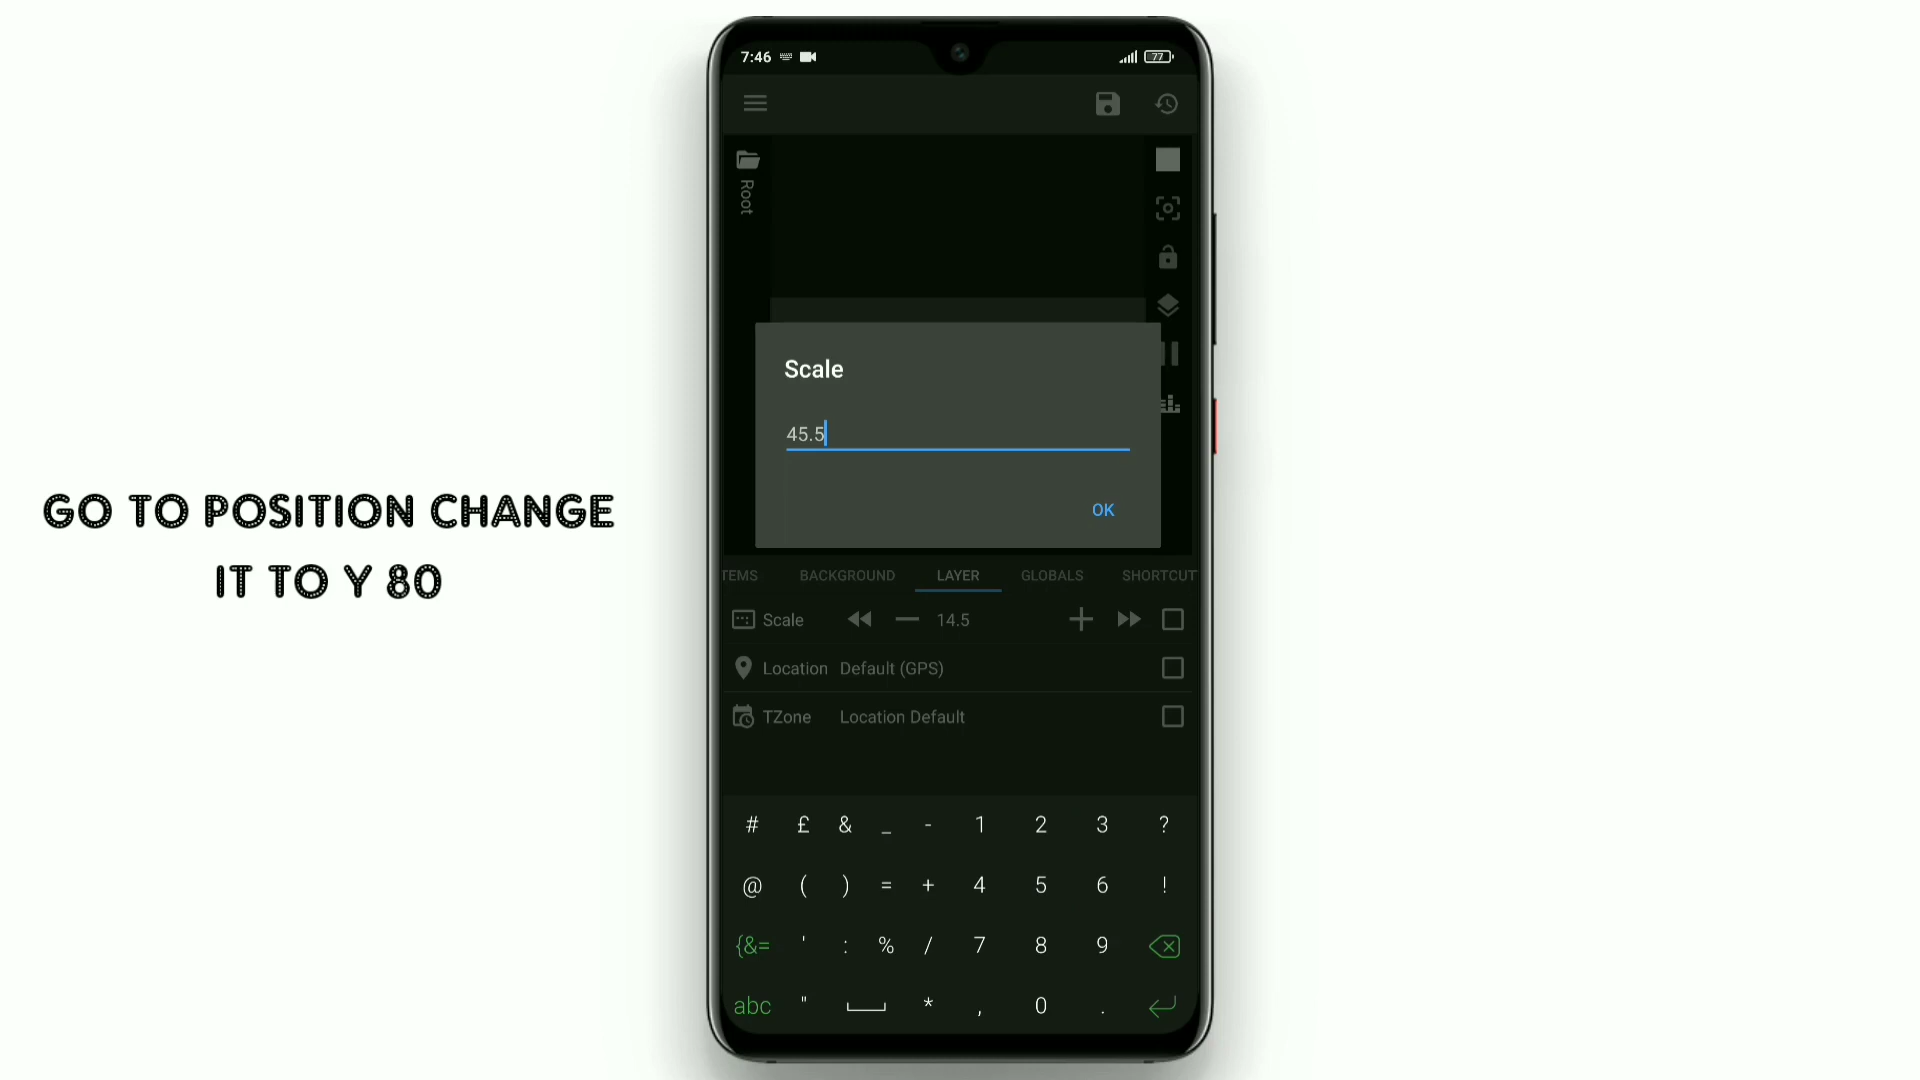 7:46
77
Root
Scale
45.5
OK
GO TO POSITION CHANGE
IT TO Y 80
TEMS BACKGROUND LAYER GLOBALS SHORTCUT
Scale 14.5
Location Default (GPS)
TZone Location Default
# £ & _ - 1 2 3 ?
@ ( ) = + 4 5 6 !
{&= ' : % / 7 8 9
abc " * , 0 .